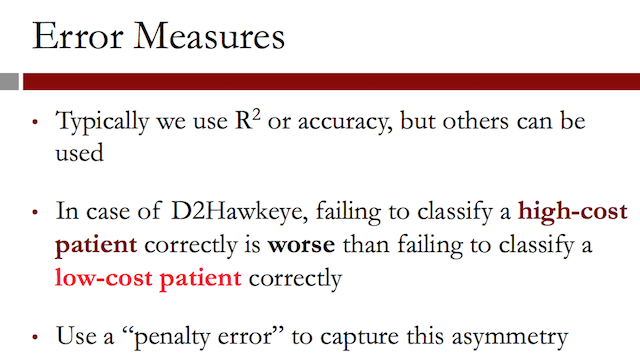 Error Measures
• Typically we use R² or accuracy, but others can be
used
• In case of D2Hawkeye, failing to classify a high-cost
patient correctly is worse than failing to classify a
low-cost patient correctly
• Use a “penalty error” to capture this asymmetry